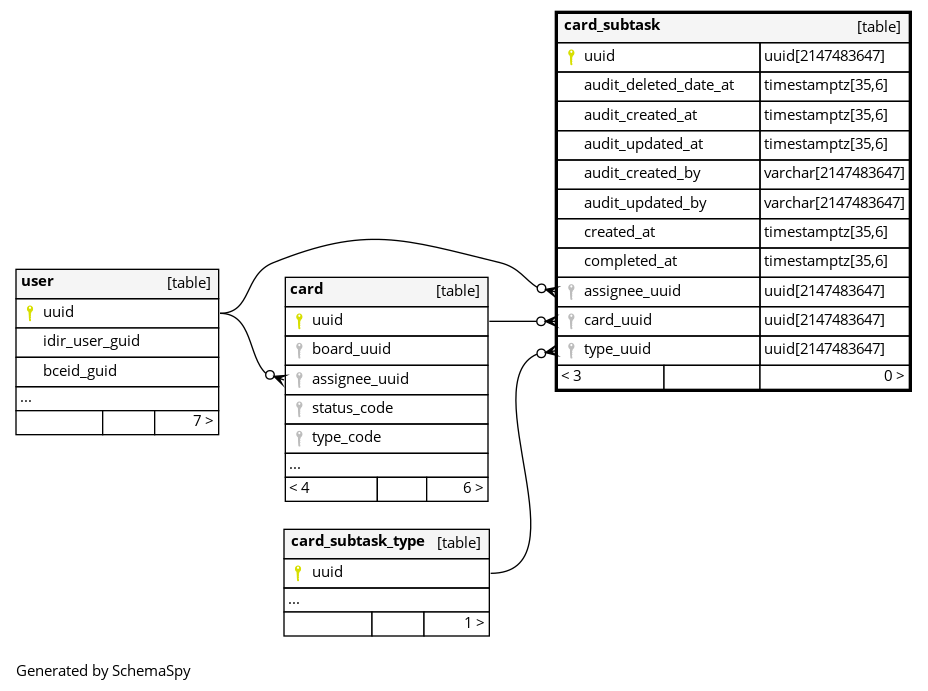 card_subtask [table]
uuid uuid[2147483647]
audit_deleted_date_at timestamptz[35,6]
audit_created_at timestamptz[35,6]
audit_updated_at timestamptz[35,6]
audit_created_by varchar[2147483647]
audit_updated_by varchar[2147483647]
created_at timestamptz[35,6]
completed_at timestamptz[35,6]
assignee_uuid uuid[2147483647]
card_uuid uuid[2147483647]
type_uuid uuid[2147483647]
< 3 0 >
user [table]
uuid
idir_user_guid
bceid_guid
...
7 >
card [table]
uuid
board_uuid
assignee_uuid
status_code
type_code
...
< 4 6 >
card_subtask_type [table]
uuid
...
1 >
Generated by SchemaSpy